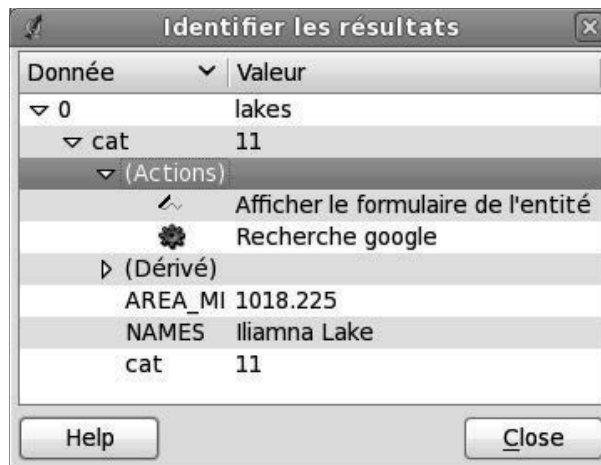 Identifier les résultats
Donnée Valeur
0 lakes
cat 11
(Actions)
Afficher le formulaire de l'entité
Recherche google
(Dérivé)
AREA_MI 1018.225
NAMES Iliamna Lake
cat 11
Help Close